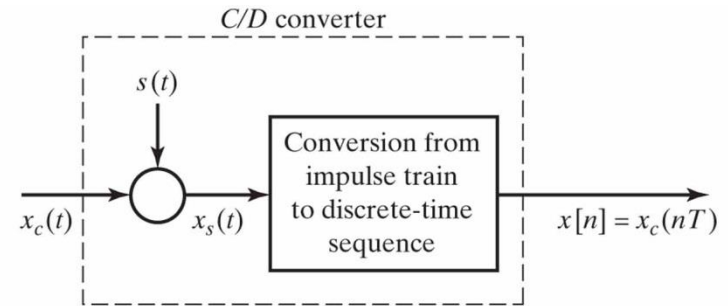 C/D converter
s(t)
Conversion from
impulse train
to discrete-time
sequence
x_c(t)
x_s(t)
x[n] = x_c(nT)